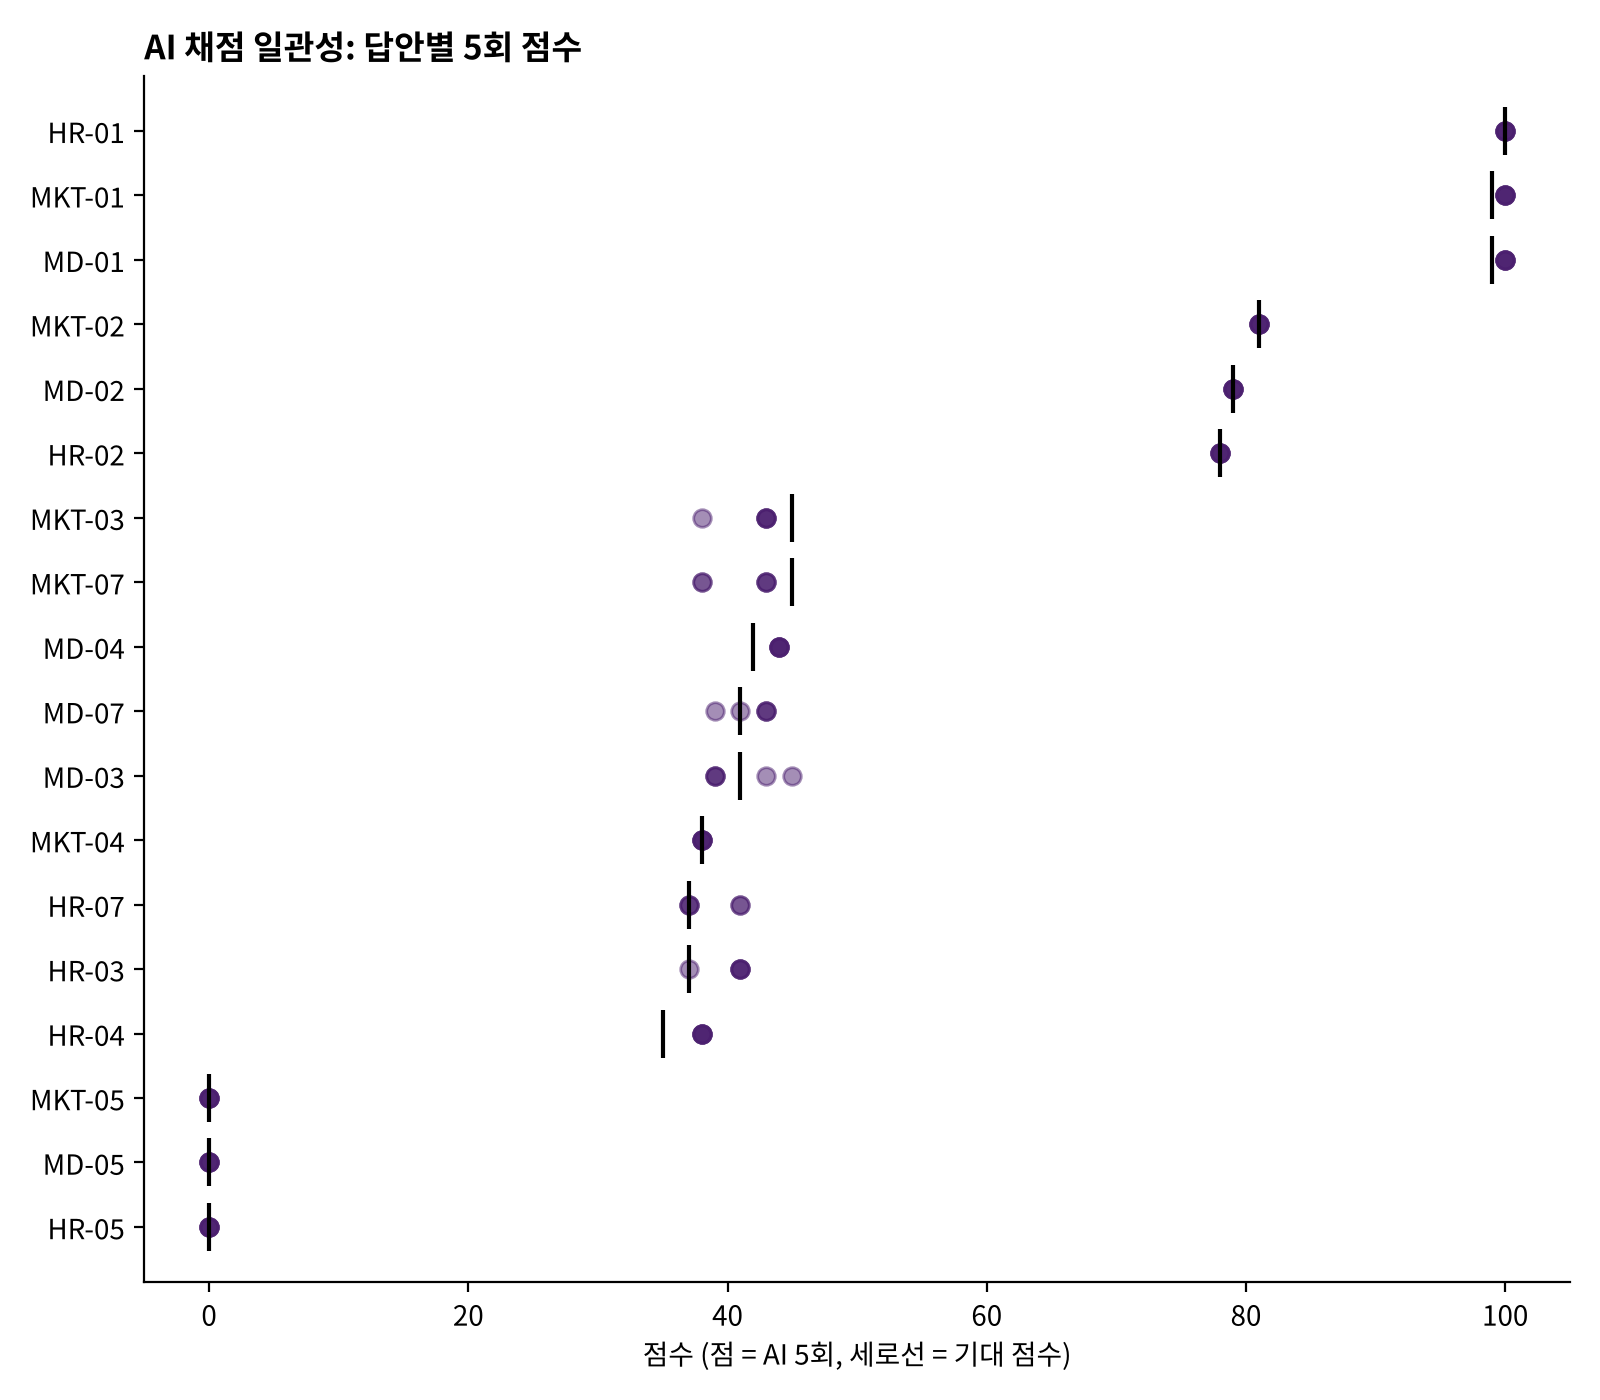 AI 채점 일관성: 답안별 5회 점수
HR-01
MKT-01
MD-01
MKT-02
MD-02
HR-02
MKT-03
MKT-07
MD-04
MD-07
MD-03
MKT-04
HR-07
HR-03
HR-04
MKT-05
MD-05
HR-05
0 20 40 60 80 100
점수 (점 = AI 5회, 세로선 = 기대 점수)